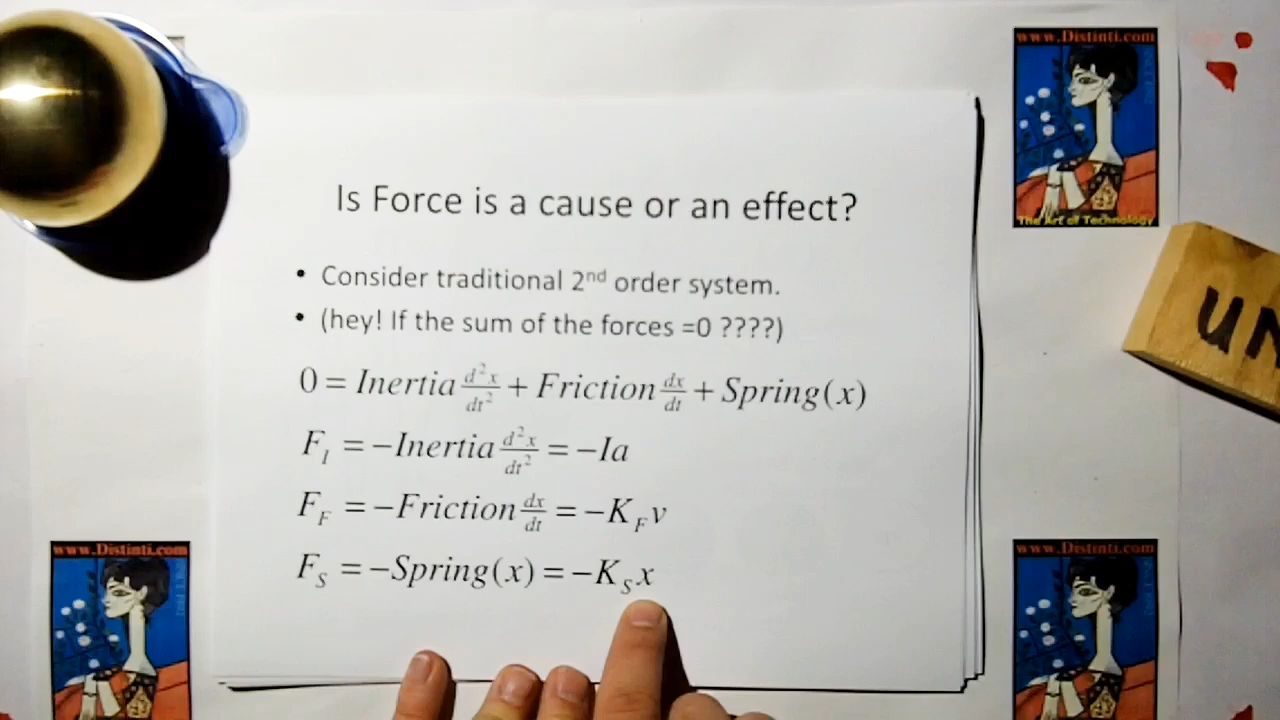 www.Distinti.com
The Art of Technology
Is Force is a cause or an effect?
• Consider traditional 2nd order system.
• (hey! If the sum of the forces =0 ????)
0 = Inertia d²x/dt² + Friction dx/dt + Spring(x)
F_I = −Inertia d²x/dt² = −Ia
F_F = −Friction dx/dt = −K_F v
F_S = −Spring(x) = −K_S x
UN
www.Distinti.com
www.Distinti.com